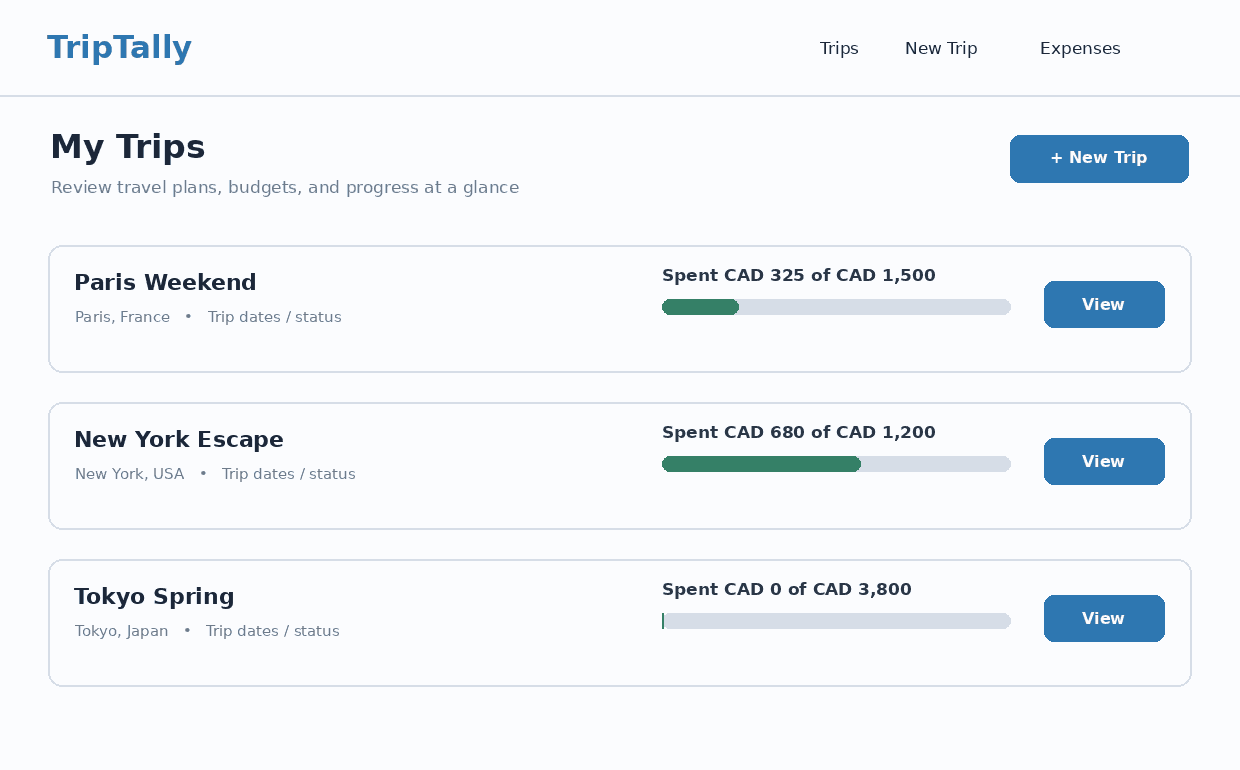 TripTally
Trips New Trip Expenses
My Trips
Review travel plans, budgets, and progress at a glance
+ New Trip
Paris Weekend
Paris, France • Trip dates / status
Spent CAD 325 of CAD 1,500
View
New York Escape
New York, USA • Trip dates / status
Spent CAD 680 of CAD 1,200
View
Tokyo Spring
Tokyo, Japan • Trip dates / status
Spent CAD 0 of CAD 3,800
View